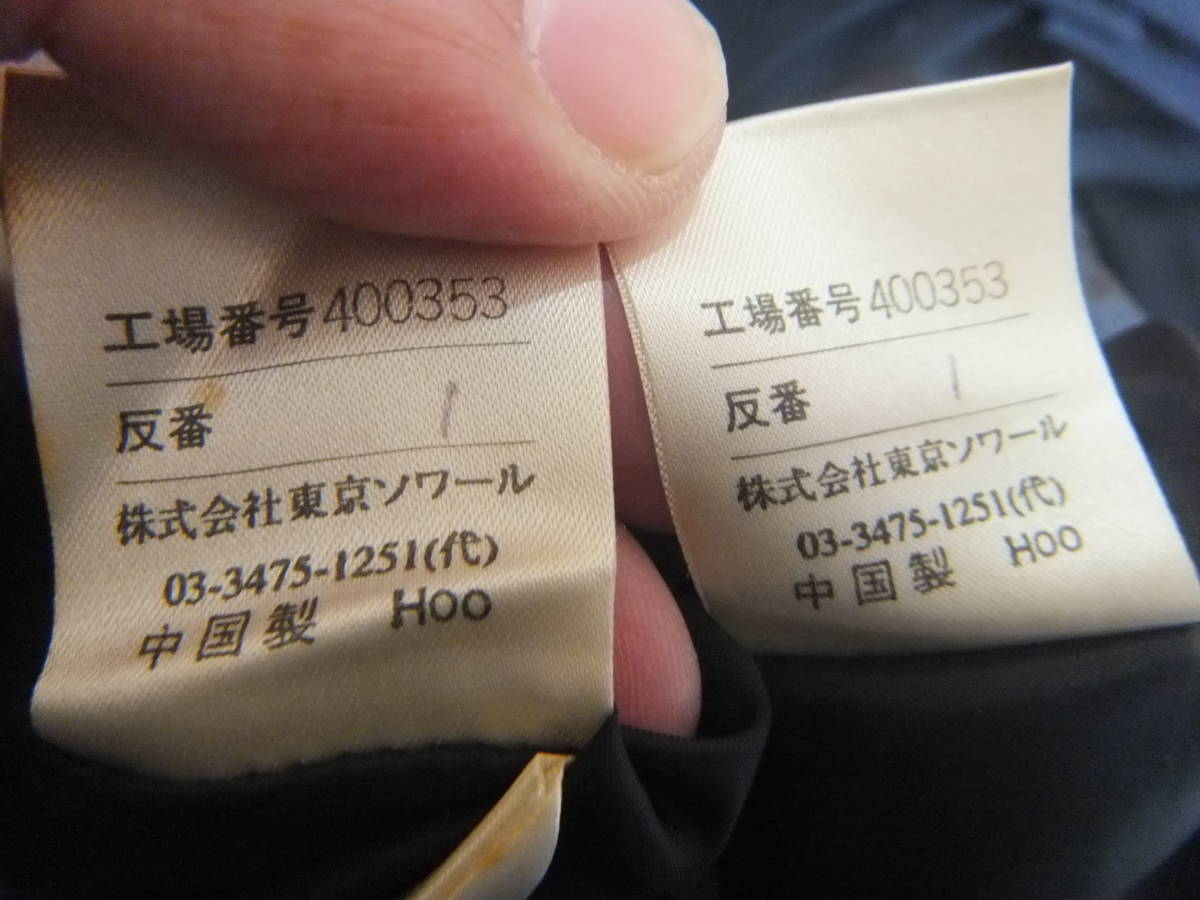 工場番号400353
反番 1
株式会社東京ソワール
03-3475-1251(代)
中国製 H00
工場番号400353
反番 1
株式会社東京ソワール
03-3475-1251(代)
中国製 H00